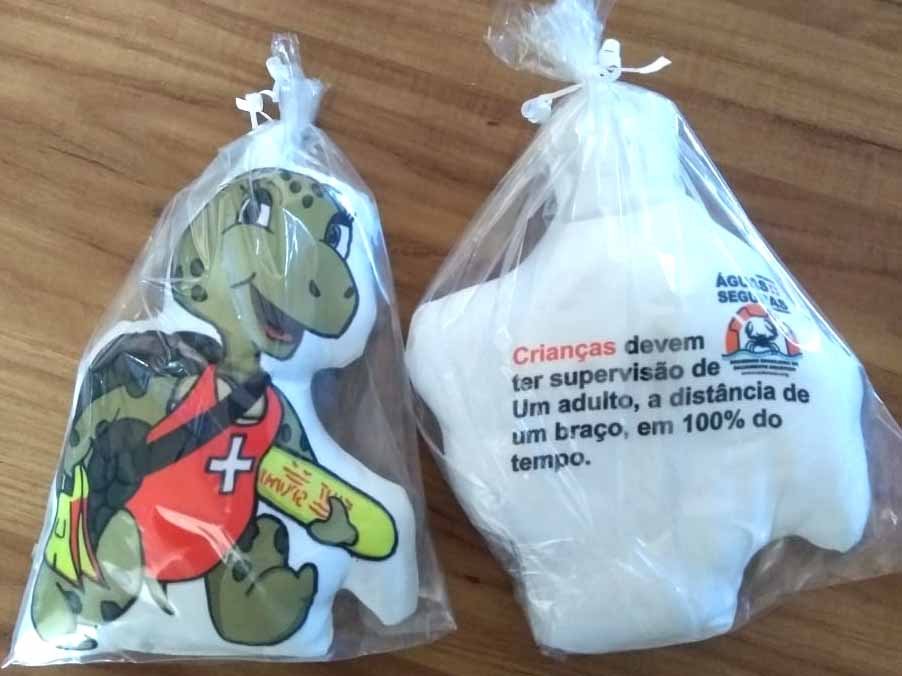 ÁGUAS
SEGURAS
Crianças devem
ter supervisão de
Um adulto, a distância de
um braço, em 100% do
tempo.